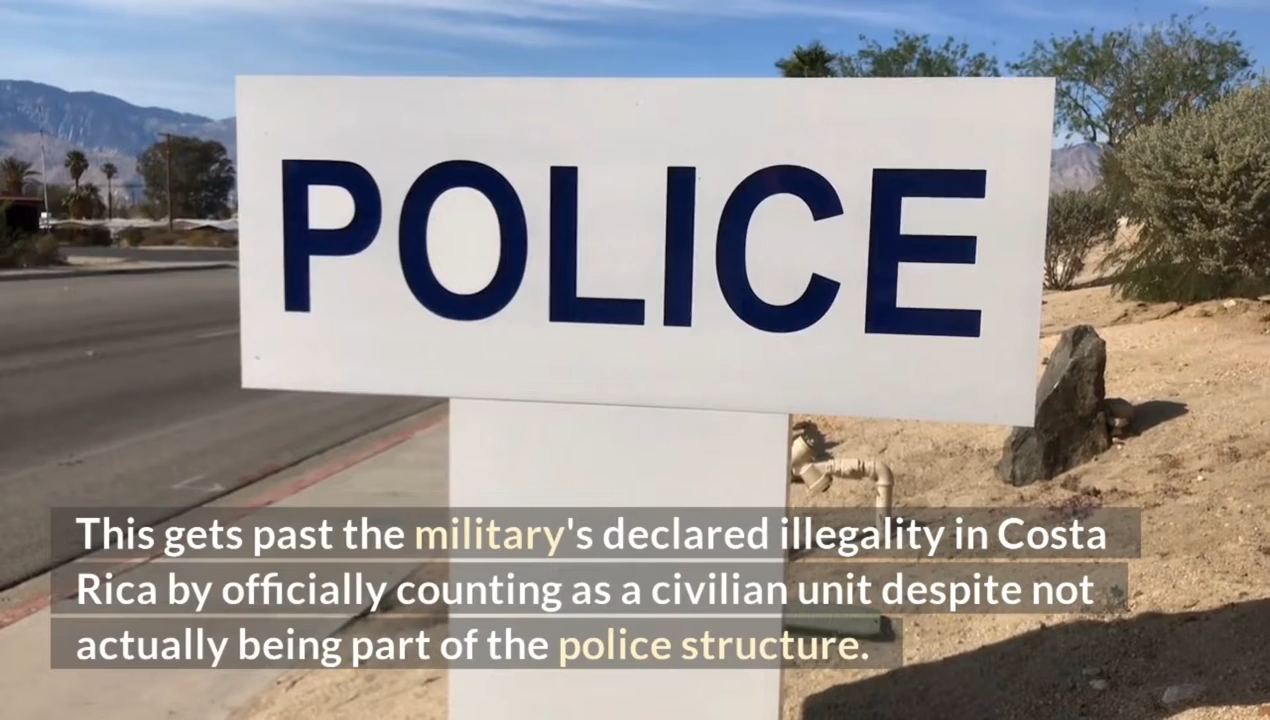 POLICE
This gets past the military's declared illegality in Costa
Rica by officially counting as a civilian unit despite not
actually being part of the police structure.